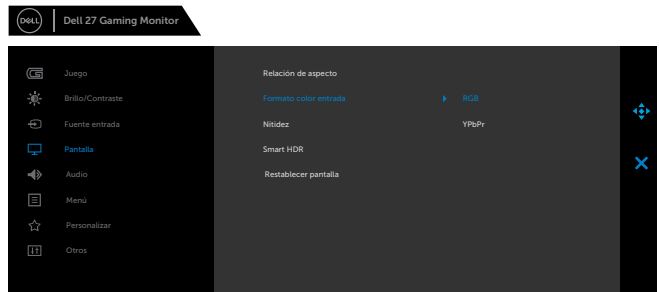 DELL
Dell 27 Gaming Monitor
Juego
Brillo/Contraste
Fuente entrada
Pantalla
Audio
Menú
Personalizar
Otros
Relación de aspecto
Formato color entrada RGB
Nitidez YPbPr
Smart HDR
Restablecer pantalla